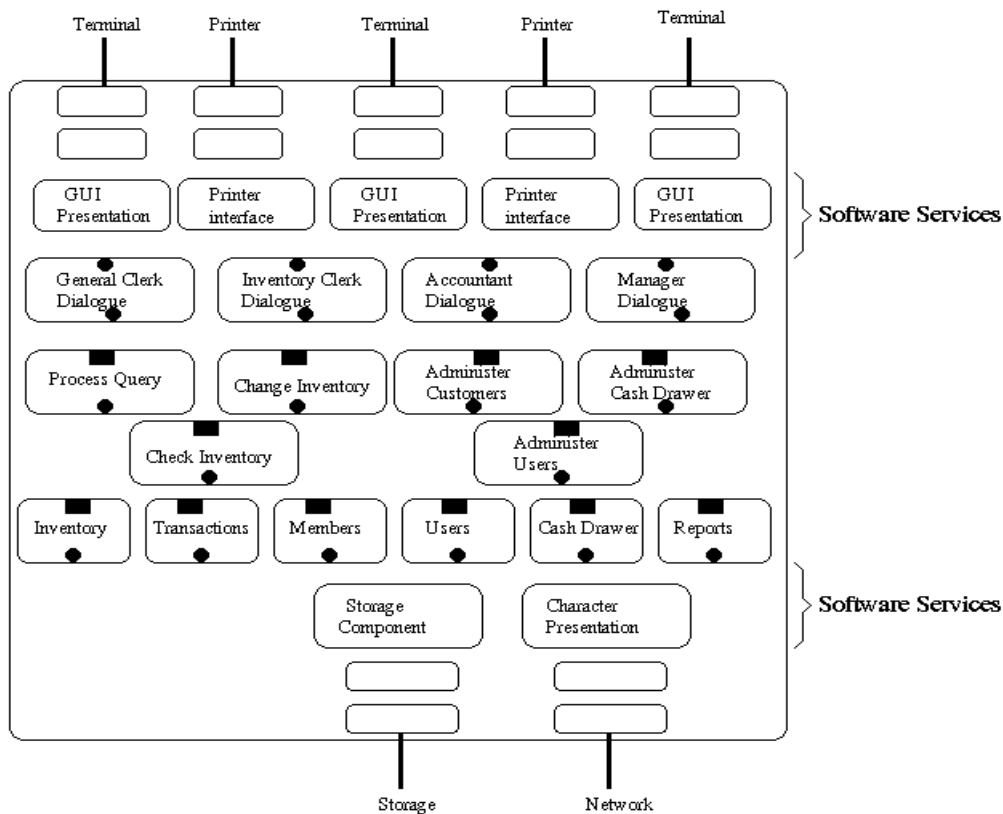 Terminal
Printer
Terminal
Printer
Terminal
GUI
Presentation
Printer
interface
GUI
Presentation
Printer
interface
GUI
Presentation
Software Services
General Clerk
Dialogue
Inventory Clerk
Dialogue
Accountant
Dialogue
Manager
Dialogue
Process Query
Change Inventory
Administer
Customers
Administer
Cash Drawer
Check Inventory
Administer
Users
Inventory
Transactions
Members
Users
Cash Drawer
Reports
Storage
Component
Character
Presentation
Software Services
Storage
Network